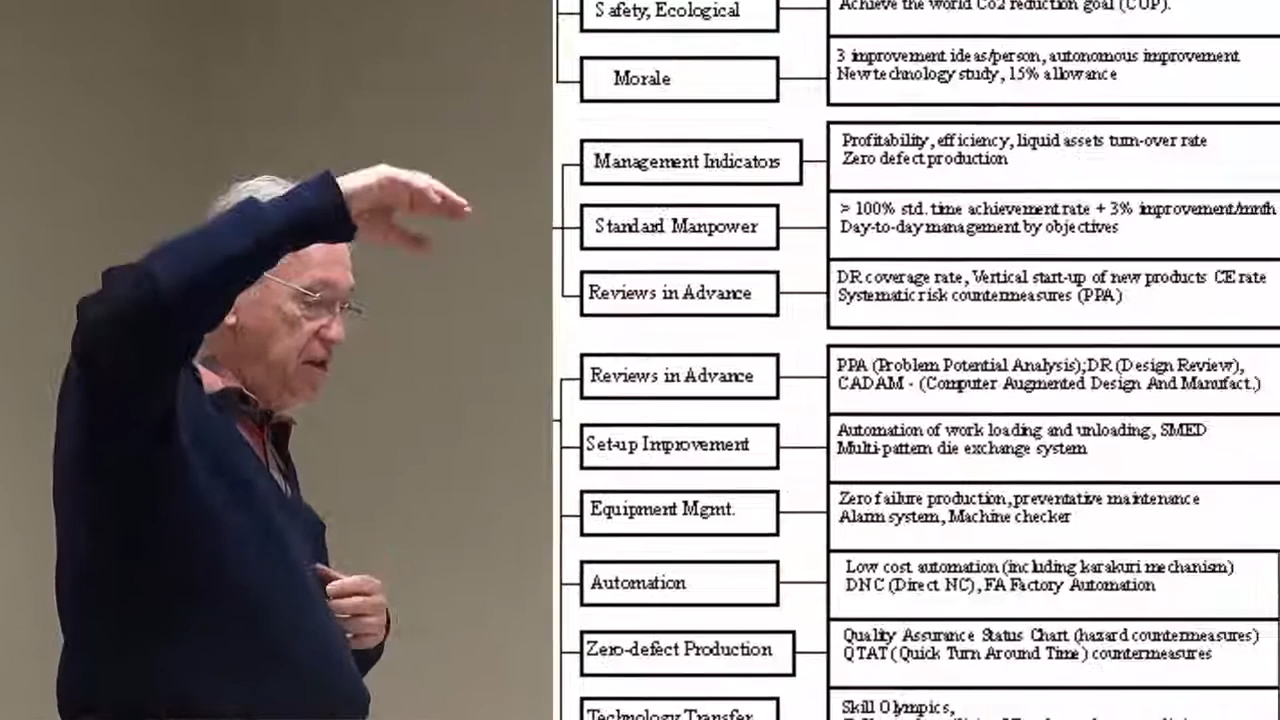 Safety, Ecological
Achieve the world Co2 reduction goal (COP).
Morale
3 improvement ideas/person, autonomous improvement
New technology study, 15% allowance
Management Indicators
Profitability, efficiency, liquid assets turn-over rate
Zero defect production
Standard Manpower
> 100% std. time achievement rate + 3% improvement/mnth
Day-to-day management by objectives
Reviews in Advance
DR coverage rate, Vertical start-up of new products CE rate
Systematic risk countermeasures (PPA)
Reviews in Advance
PPA (Problem Potential Analysis);DR (Design Review),
CADAM - (Computer Augmented Design And Manufact.)
Set-up Improvement
Automation of work loading and unloading, SMED
Multi-pattern die exchange system
Equipment Mgmt.
Zero failure production, preventative maintenance
Alarm system, Machine checker
Automation
Low cost automation (including karakuri mechanism)
DNC (Direct NC), FA Factory Automation
Zero-defect Production
Quality Assurance Status Chart (hazard countermeasures)
QTAT (Quick Turn Around Time) countermeasures
Technology Transfer
Skill Olympics,